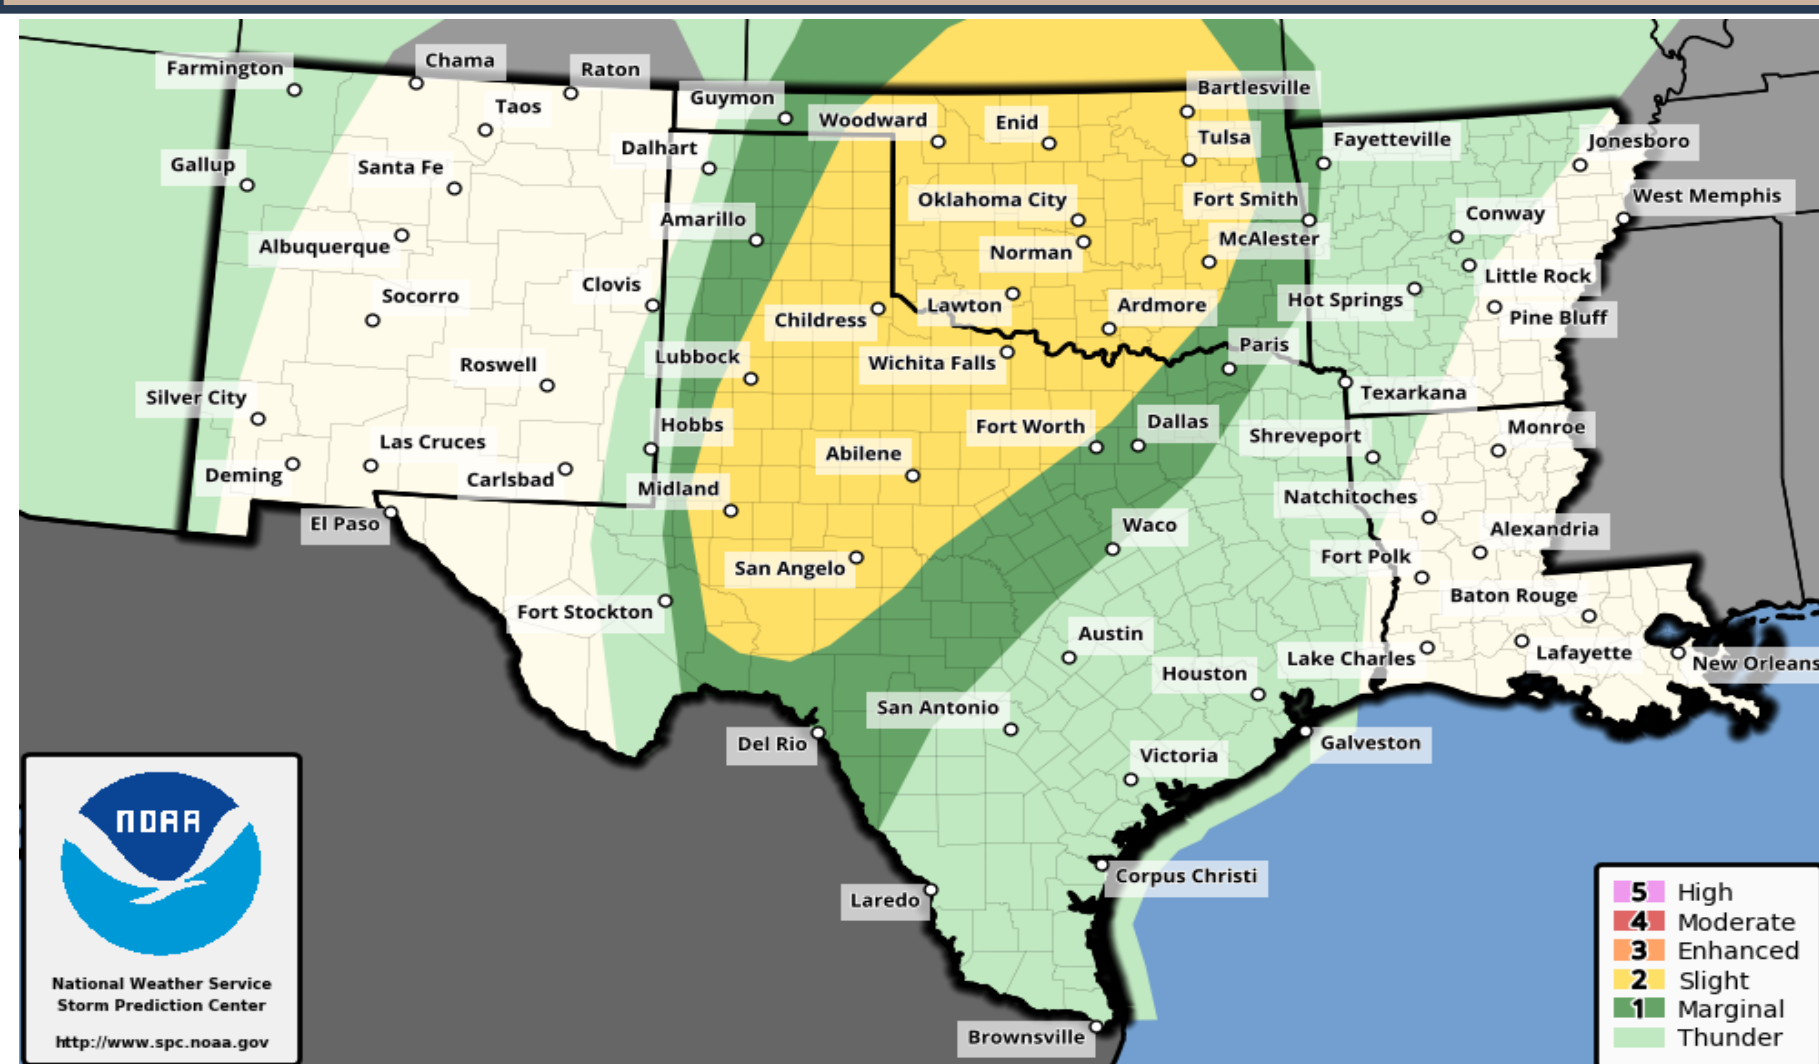 Farmington
Chama
Raton
Taos
Guymon
Woodward
Enid
Bartlesville
Tulsa
Fayetteville
Jonesboro
Gallup
Santa Fe
Dalhart
Oklahoma City
Fort Smith
West Memphis
Albuquerque
Amarillo
Norman
McAlester
Conway
Socorro
Clovis
Childress
Lawton
Ardmore
Hot Springs
Little Rock
Pine Bluff
Roswell
Lubbock
Wichita Falls
Paris
Texarkana
Silver City
Las Cruces
Hobbs
Fort Worth
Dallas
Shreveport
Monroe
Deming
Carlsbad
Midland
Abilene
Natchitoches
El Paso
Waco
Alexandria
San Angelo
Fort Polk
Fort Stockton
Baton Rouge
Austin
Lake Charles
Lafayette
New Orleans
Houston
San Antonio
Del Rio
Galveston
Victoria
Corpus Christi
Laredo
Brownsville
NOAA
National Weather Service
Storm Prediction Center
http://www.spc.noaa.gov
5 High
4 Moderate
3 Enhanced
2 Slight
1 Marginal
Thunder